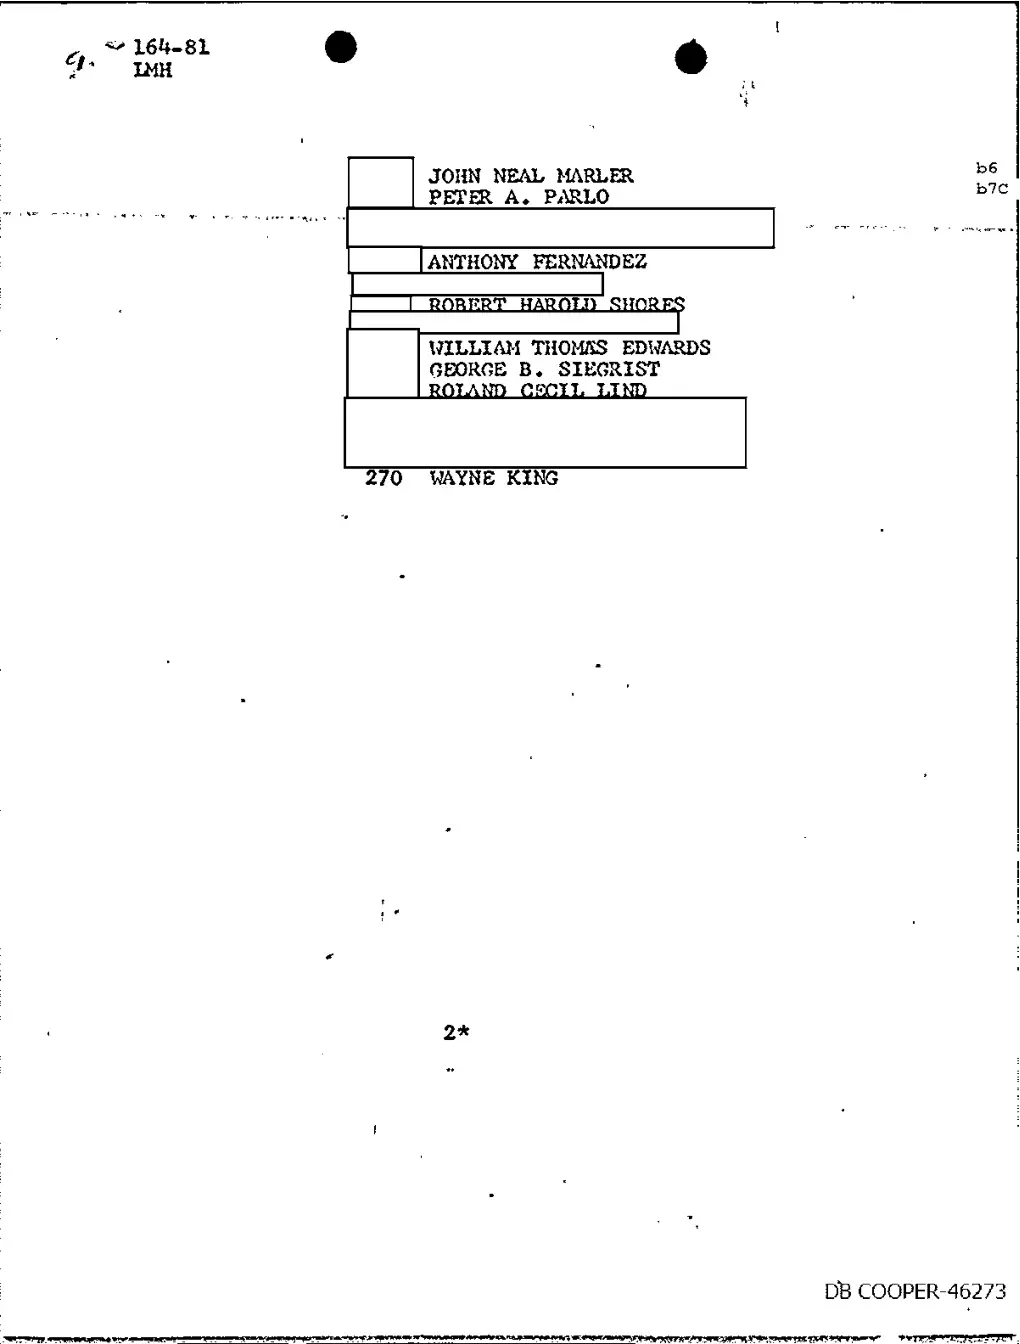 164-81
LMH
b6
b7C
JOHN NEAL MARLER
PETER A. PARLO
ANTHONY FERNANDEZ
ROBERT HAROLD SHORES
WILLIAM THOMAS EDWARDS
GEORGE B. SIEGRIST
ROLAND CECIL LIND
270 WAYNE KING
2*
DB COOPER-46273